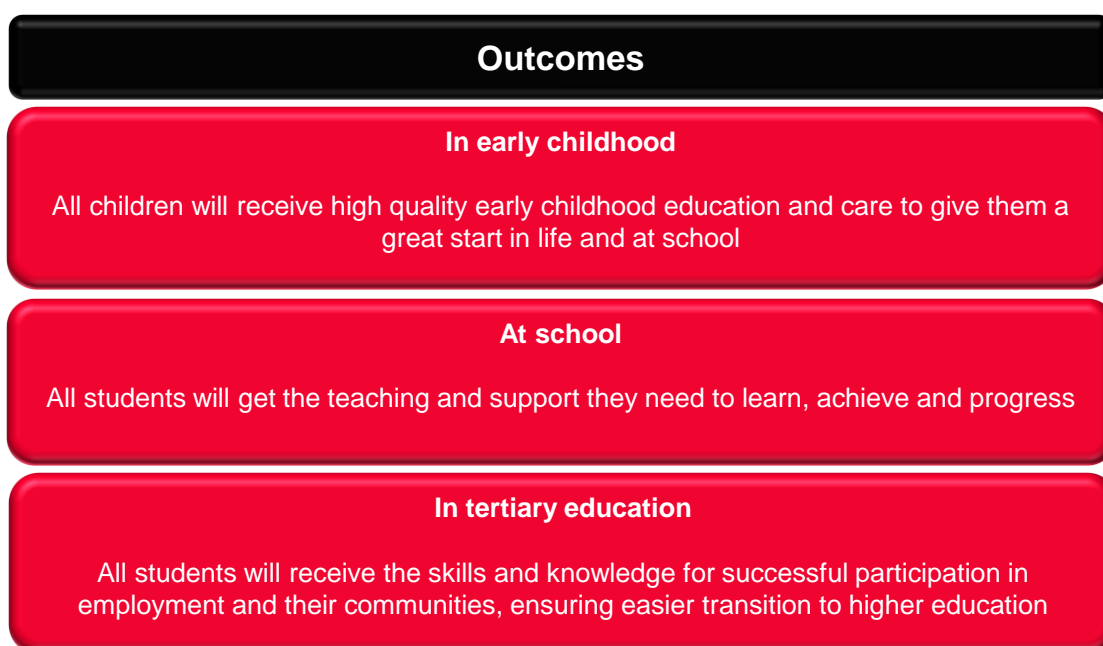 Outcomes
In early childhood
All children will receive high quality early childhood education and care to give them a
great start in life and at school
At school
All students will get the teaching and support they need to learn, achieve and progress
In tertiary education
All students will receive the skills and knowledge for successful participation in
employment and their communities, ensuring easier transition to higher education